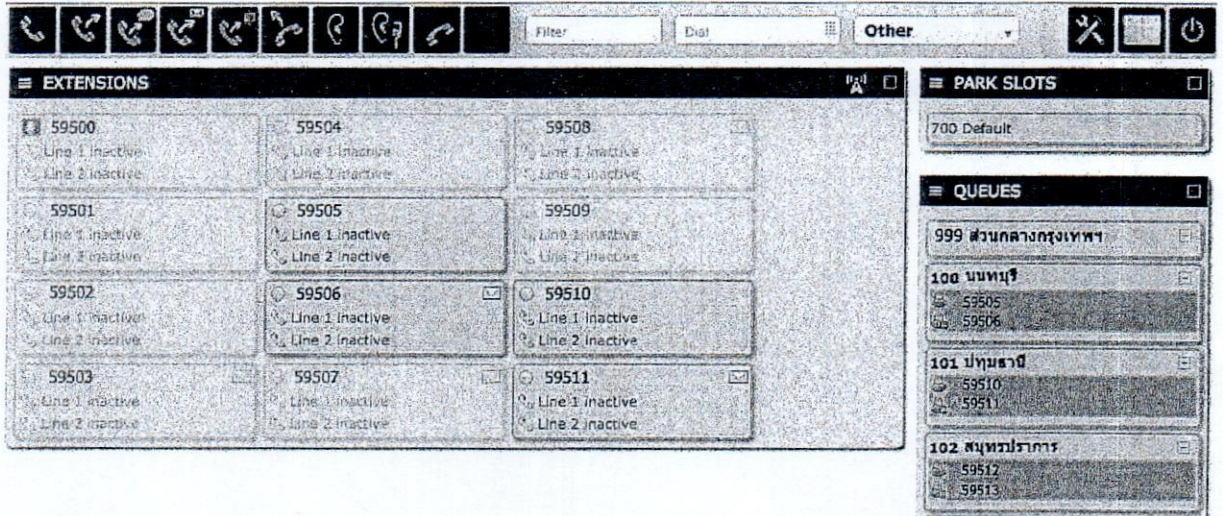 Filter
Dial
Other
EXTENSIONS
59500
Line 1 inactive
Line 2 inactive
59504
Line 1 inactive
Line 2 inactive
59508
Line 1 inactive
Line 2 inactive
59501
Line 1 inactive
Line 2 inactive
59505
Line 1 inactive
Line 2 inactive
59509
Line 1 inactive
Line 2 inactive
59502
Line 1 inactive
Line 2 inactive
59506
Line 1 inactive
Line 2 inactive
59510
Line 1 inactive
Line 2 inactive
59503
Line 1 inactive
Line 2 inactive
59507
Line 1 inactive
Line 2 inactive
59511
Line 1 inactive
Line 2 inactive
PARK SLOTS
700 Default
QUEUES
999 ส่วนกลางกรุงเทพฯ
100 นนทบุรี
59505
59506
101 ปทุมธานี
59510
59511
102 สมุทรปราการ
59512
59513